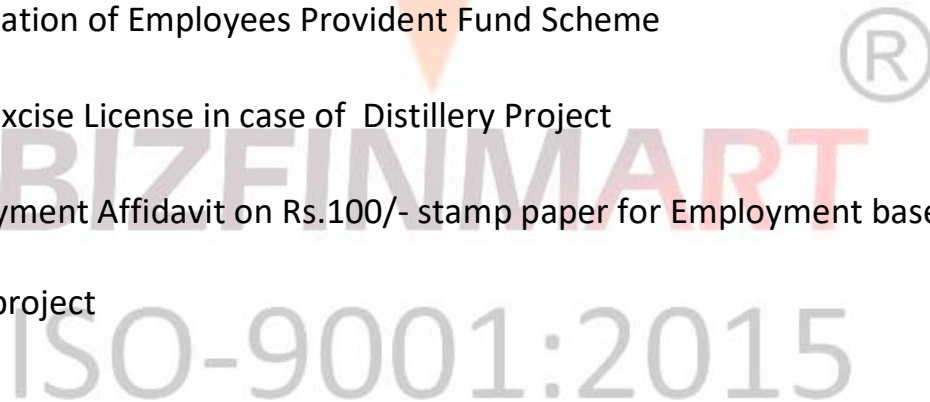 ation of Employees Provident Fund Scheme
®
xcise License in case of Distillery Project
BIZFINMART
yment Affidavit on Rs.100/- stamp paper for Employment base
project
ISO-9001:2015